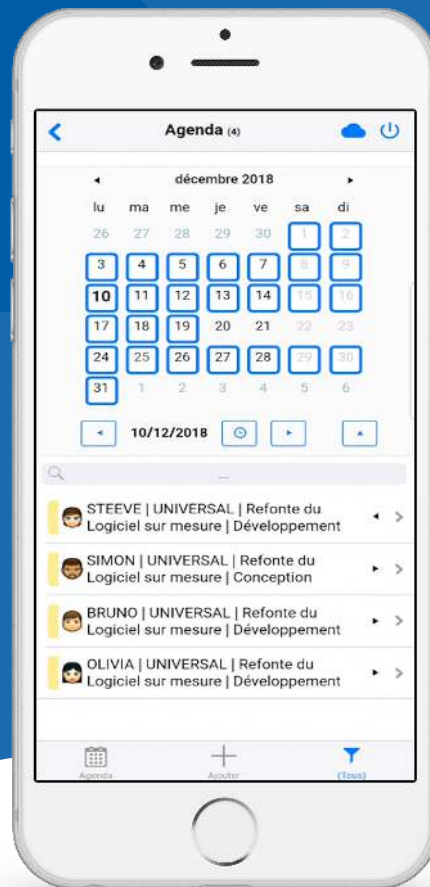 Agenda (4)
décembre 2018
lu ma me je ve sa di
26 27 28 29 30 1 2
3 4 5 6 7 8 9
10 11 12 13 14 15 16
17 18 19 20 21 22 23
24 25 26 27 28 29 30
31 1 2 3 4 5 6
10/12/2018
...
STEEVE | UNIVERSAL | Refonte du
Logiciel sur mesure | Développement
SIMON | UNIVERSAL | Refonte du
Logiciel sur mesure | Conception
BRUNO | UNIVERSAL | Refonte du
Logiciel sur mesure | Développement
OLIVIA | UNIVERSAL | Refonte du
Logiciel sur mesure | Développement
Agenda Ajouter (Tous)